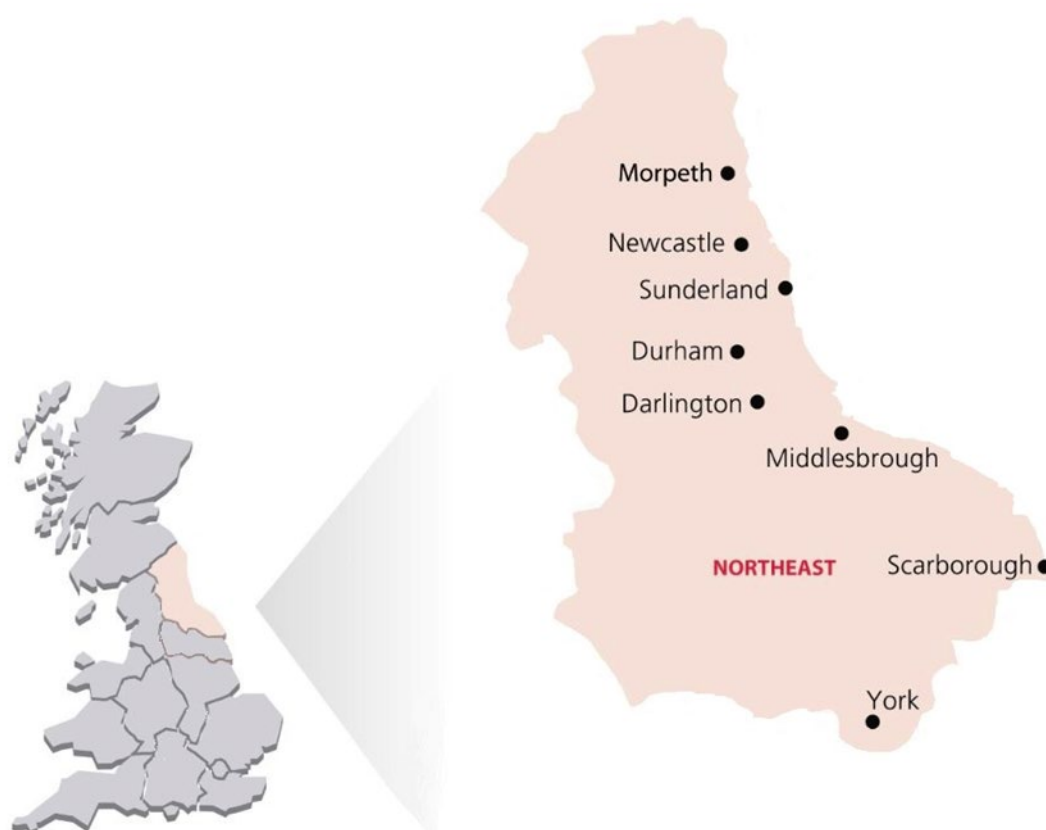 Morpeth
Newcastle
Sunderland
Durham
Darlington
Middlesbrough
NORTHEAST
Scarborough
York